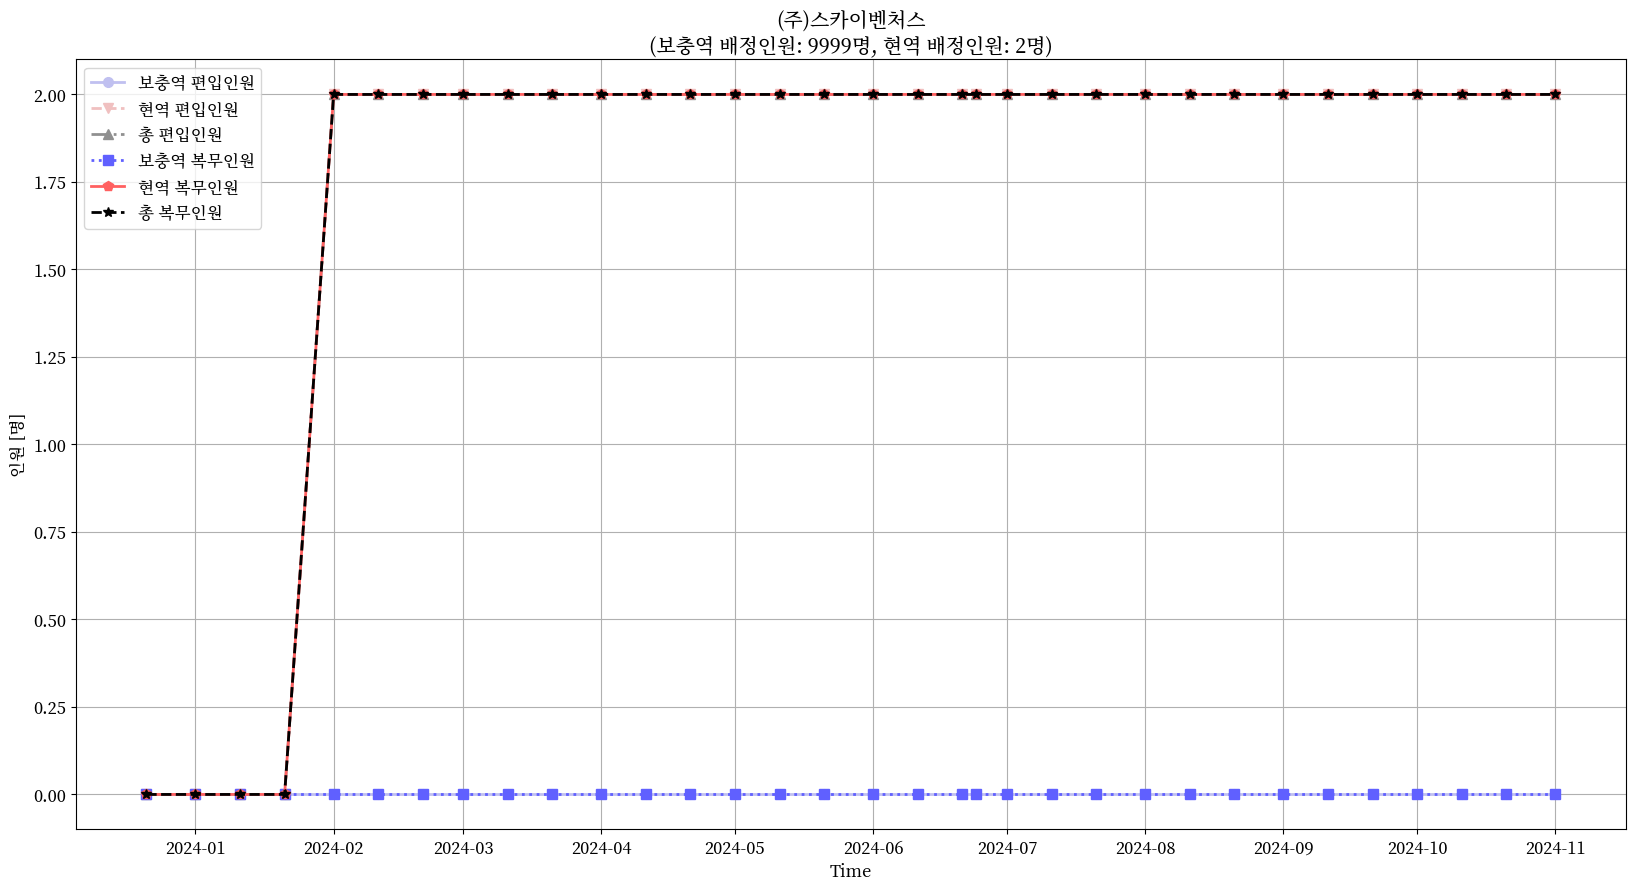 (주)스카이벤처스
(보충역 배정인원: 9999명, 현역 배정인원: 2명)
보충역 편입인원
현역 편입인원
총 편입인원
보충역 복무인원
현역 복무인원
총 복무인원
2.00
1.75
1.50
1.25
1.00
0.75
0.50
0.25
0.00
인원 [명]
2024-01 2024-02 2024-03 2024-04 2024-05 2024-06 2024-07 2024-08 2024-09 2024-10 2024-11
Time